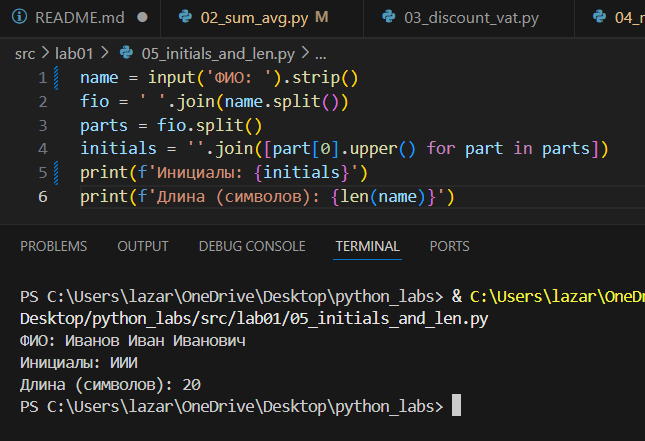 README.md 02_sum_avg.py M 03_discount_vat.py 04_
src > lab01 > 05_initials_and_len.py > ...
1 name = input('ФИО: ').strip()
2 fio = ' '.join(name.split())
3 parts = fio.split()
4 initials = ''.join([part[0].upper() for part in parts])
5 print(f'Инициалы: {initials}')
6 print(f'Длина (символов): {len(name)}')
PROBLEMS OUTPUT DEBUG CONSOLE TERMINAL PORTS
PS C:\Users\lazar\OneDrive\Desktop\python_labs> & C:\Users\lazar\OneD
Desktop/python_labs/src/lab01/05_initials_and_len.py
ФИО: Иванов Иван Иванович
Инициалы: ИИИ
Длина (символов): 20
PS C:\Users\lazar\OneDrive\Desktop\python_labs>